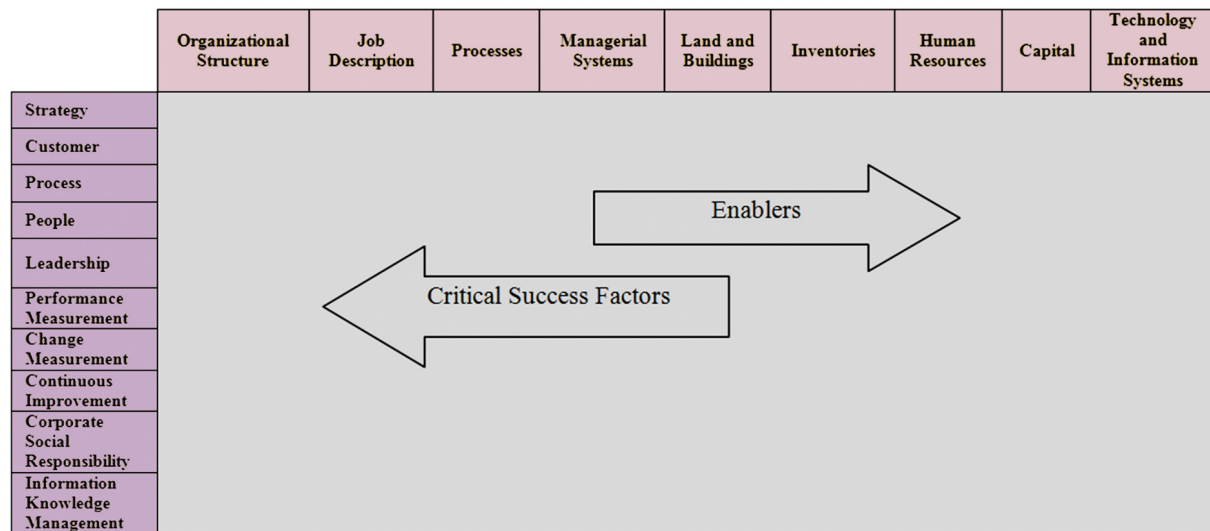 Organizational
Structure
Job
Description
Processes
Managerial
Systems
Land and
Buildings
Inventories
Human
Resources
Capital
Technology
and
Information
Systems
Strategy
Customer
Process
People
Leadership
Performance
Measurement
Change
Measurement
Continuous
Improvement
Corporate
Social
Responsibility
Information
Knowledge
Management
Enablers
Critical Success Factors